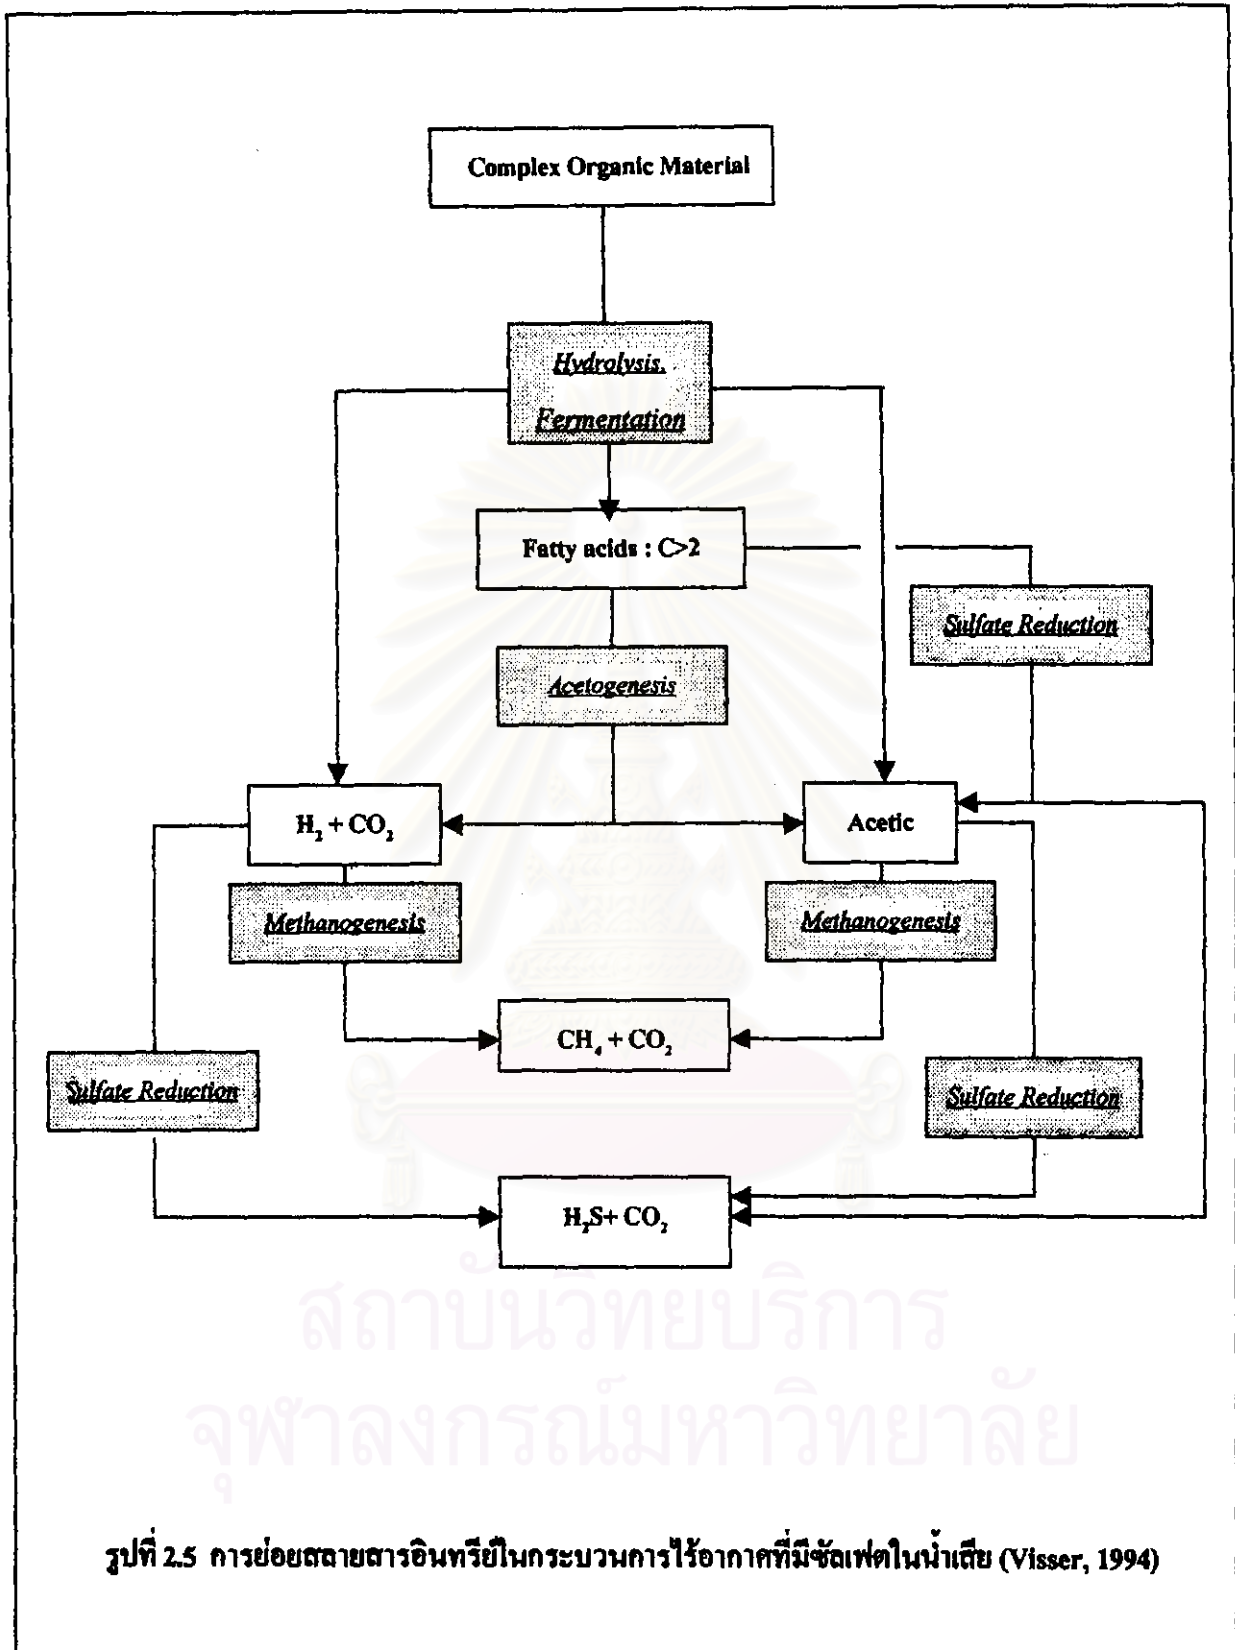 Complex Organic Material
Hydrolysis,
Fermentation
Fatty acids : C>2
Sulfate Reduction
Acetogenesis
H₂ + CO₂
Acetic
Methanogenesis
Methanogenesis
CH₄ + CO₂
Sulfate Reduction
Sulfate Reduction
H₂S+ CO₂
สถาบันวิทยบริการ
จุฬาลงกรณ์มหาวิทยาลัย
รูปที่ 2.5 การย่อยสลายสารอินทรีย์ในกระบวนการไร้อากาศที่มีซัลเฟตในน้ำเสีย (Visser, 1994)